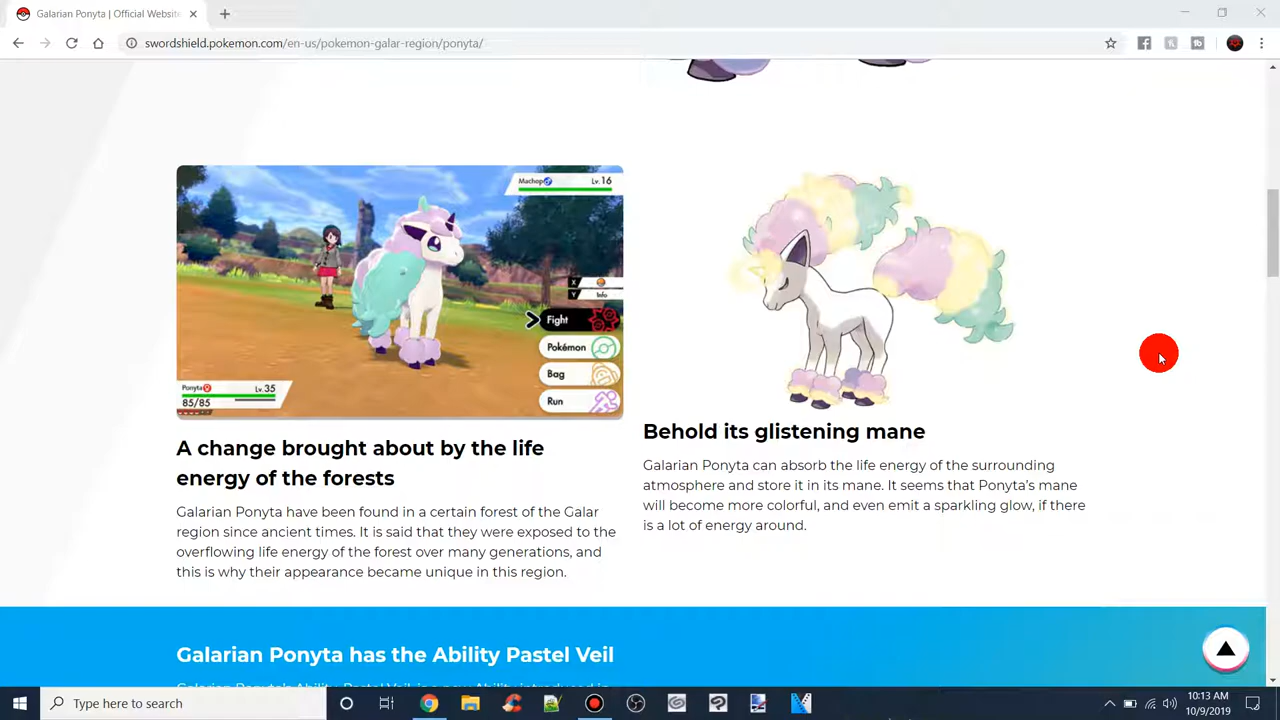 Galarian Ponyta | Official Website
swordshield.pokemon.com/en-us/pokemon-galar-region/ponyta/
Machop♂ Lv.16
X
Y Info
Fight
Pokémon
Bag
Run
Ponyta♀ Lv.35
85/85
A change brought about by the life
energy of the forests
Galarian Ponyta have been found in a certain forest of the Galar
region since ancient times. It is said that they were exposed to the
overflowing life energy of the forest over many generations, and
this is why their appearance became unique in this region.
Behold its glistening mane
Galarian Ponyta can absorb the life energy of the surrounding
atmosphere and store it in its mane. It seems that Ponyta's mane
will become more colorful, and even emit a sparkling glow, if there
is a lot of energy around.
Galarian Ponyta has the Ability Pastel Veil
Type here to search
10:13 AM
10/9/2019